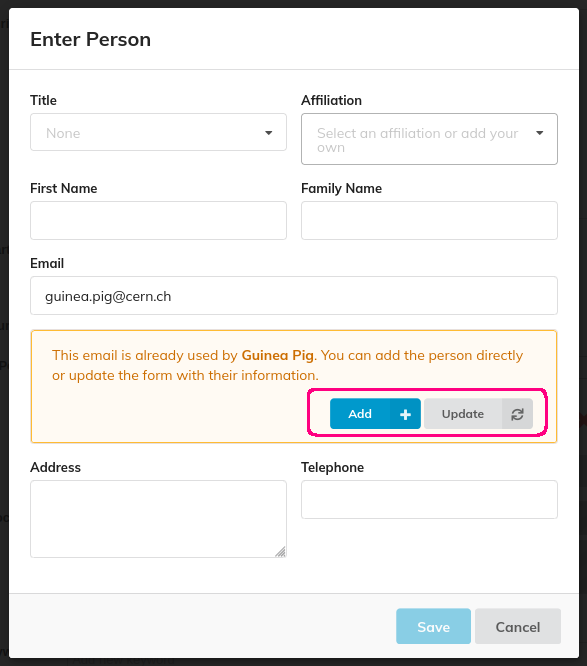 Enter Person
Title
Affiliation
None
Select an affiliation or add your
own
First Name
Family Name
Email
guinea.pig@cern.ch
This email is already used by Guinea Pig. You can add the person directly
or update the form with their information.
Add
Update
Address
Telephone
Save
Cancel